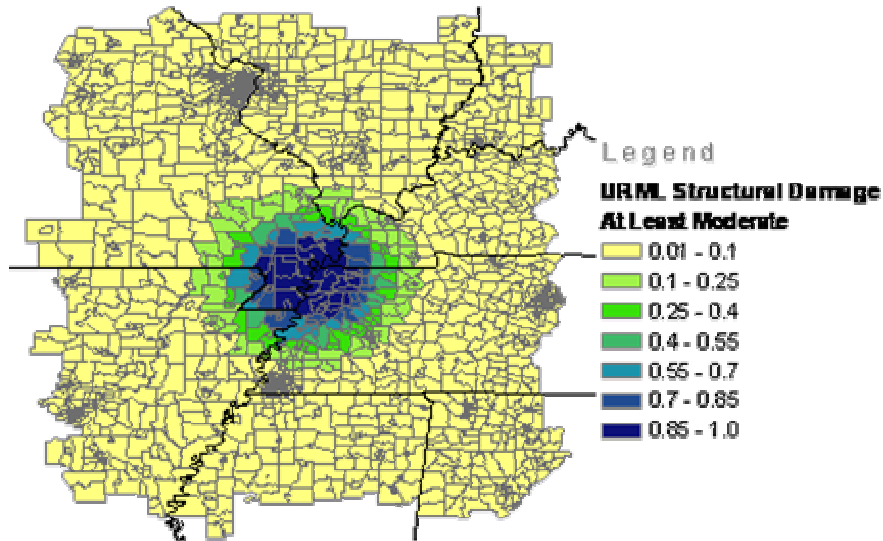 Legend
URML Structural Damage
At Least Moderate
0.01 - 0.1
0.1 - 0.25
0.25 - 0.4
0.4 - 0.55
0.55 - 0.7
0.7 - 0.85
0.85 - 1.0